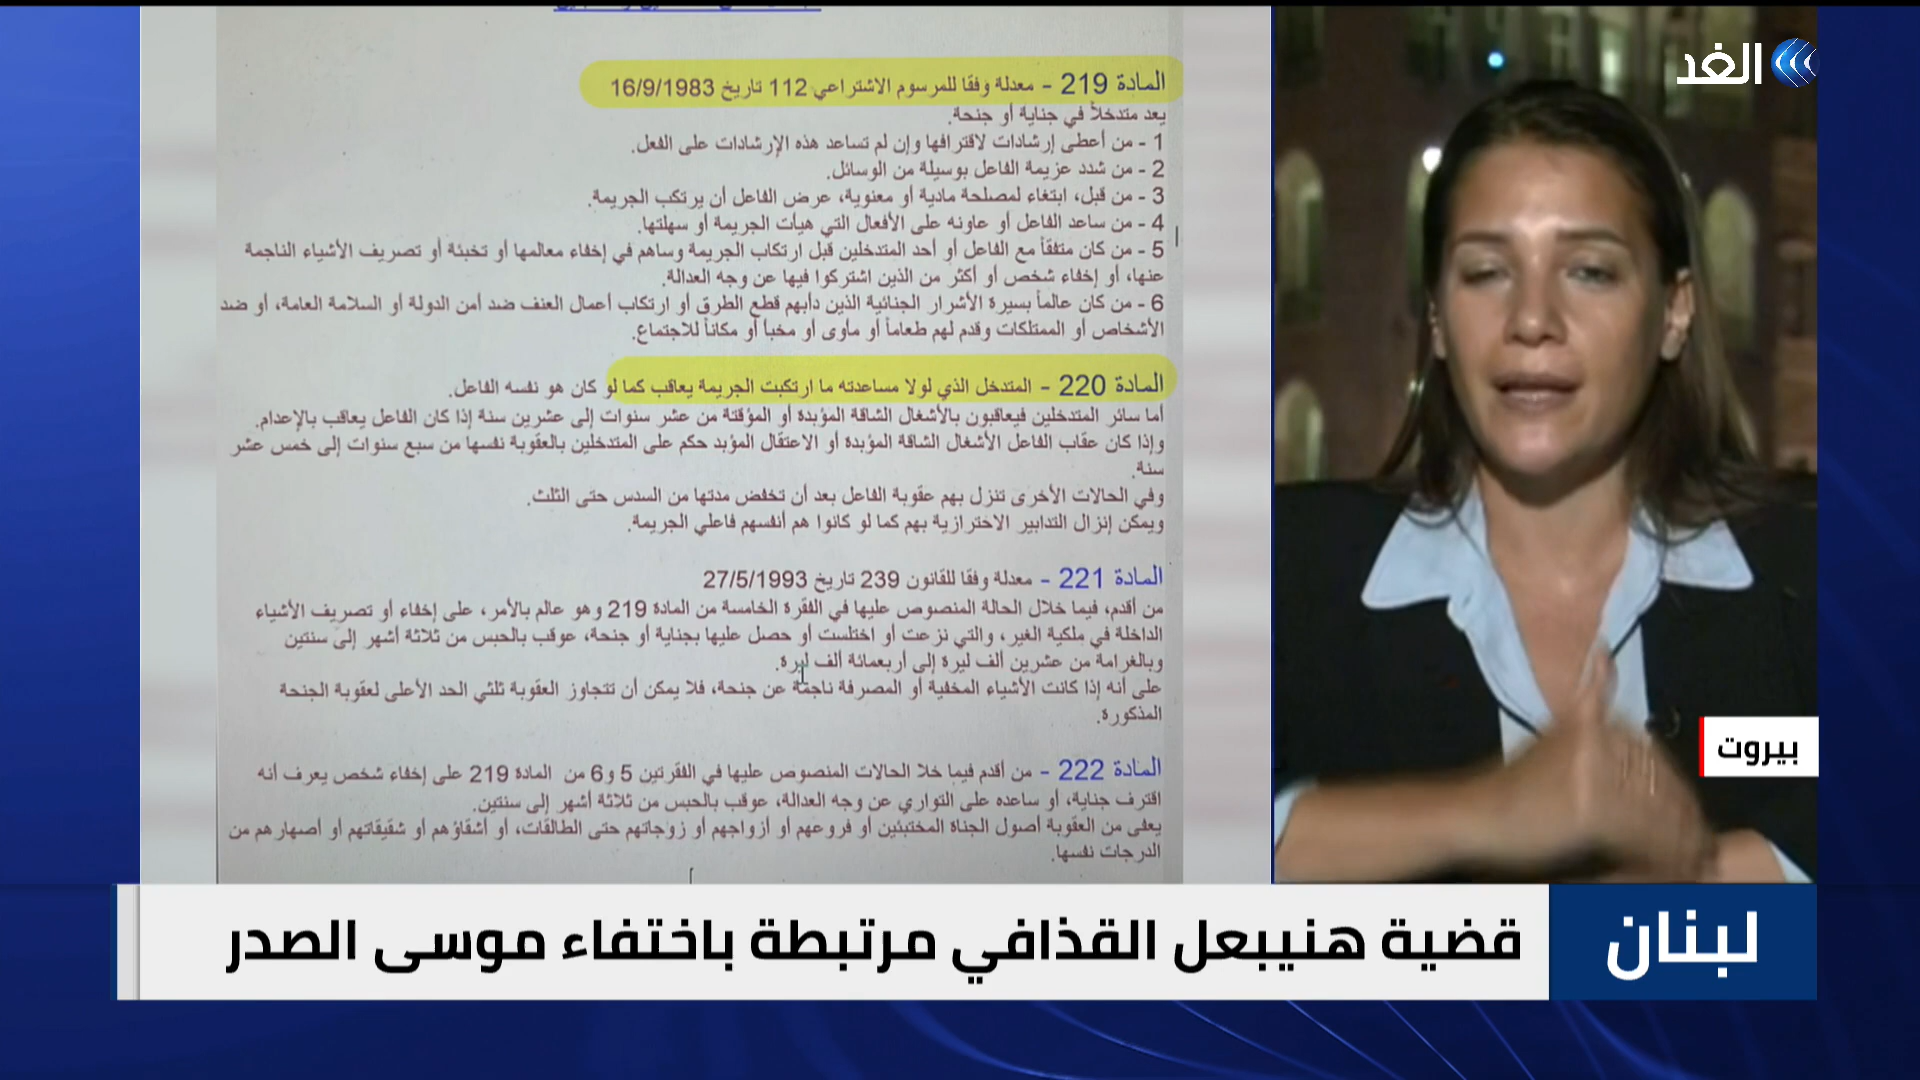 الغد
المادة 219 - معدلة وفقا للمرسوم الاشتراعي 112 تاريخ 16/9/1983
يعد متدخلاً في جناية أو جنحة.
1 - من أعطى إرشادات لاقترافها وإن لم تساعد هذه الإرشادات على الفعل.
2 - من شدد عزيمة الفاعل بوسيلة من الوسائل.
3 - من قبل، ابتغاء لمصلحة مادية أو معنوية، عرض الفاعل أن يرتكب الجريمة.
4 - من ساعد الفاعل أو عاونه على الأفعال التي هيأت الجريمة أو سهلتها.
5 - من كان متفقاً مع الفاعل أو أحد المتدخلين قبل ارتكاب الجريمة وساهم في إخفاء معالمها أو تخبئة أو تصريف الأشياء الناجمة
عنها، أو إخفاء شخص أو أكثر من الذين اشتركوا فيها عن وجه العدالة.
6 - من كان عالماً بسيرة الأشرار الجنائية الذين دأبهم قطع الطرق أو ارتكاب أعمال العنف ضد أمن الدولة أو السلامة العامة، أو ضد
الأشخاص أو الممتلكات وقدم لهم طعاماً أو مأوى أو مخبأ أو مكاناً للاجتماع.
المادة 220 - المتدخل الذي لولا مساعدته ما ارتكبت الجريمة يعاقب كما لو كان هو نفسه الفاعل.
أما سائر المتدخلين فيعاقبون بالأشغال الشاقة المؤبدة أو المؤقتة من عشر سنوات إلى عشرين سنة إذا كان الفاعل يعاقب بالإعدام.
وإذا كان عقاب الفاعل الأشغال الشاقة المؤبدة أو الاعتقال المؤبد حكم على المتدخلين بالعقوبة نفسها من سبع سنوات إلى خمس عشر
سنة.
وفي الحالات الأخرى تنزل بهم عقوبة الفاعل بعد أن تخفض مدتها من السدس حتى الثلث.
ويمكن إنزال التدابير الاحترازية بهم كما لو كانوا هم أنفسهم فاعلي الجريمة.
المادة 221 - معدلة وفقا للقانون 239 تاريخ 27/5/1993
من أقدم، فيما خلال الحالة المنصوص عليها في الفقرة الخامسة من المادة 219 وهو عالم بالأمر، على إخفاء أو تصريف الأشياء
الداخلة في ملكية الغير، والتي نزعت أو اختلست أو حصل عليها بجناية أو جنحة، عوقب بالحبس من ثلاثة أشهر إلى سنتين
وبالغرامة من عشرين ألف ليرة إلى أربعمائة ألف ليرة.
على أنه إذا كانت الأشياء المخفية أو المصرفة ناجمة عن جنحة، فلا يمكن أن تتجاوز العقوبة ثلثي الحد الأعلى لعقوبة الجنحة
المذكورة.
المادة 222 - من أقدم فيما خلا الحالات المنصوص عليها في الفقرتين 5 و6 من المادة 219 على إخفاء شخص يعرف أنه
اقترف جناية، أو ساعده على التواري عن وجه العدالة، عوقب بالحبس من ثلاثة أشهر إلى سنتين.
يعفى من العقوبة أصول الجناة المختبئين أو فروعهم أو أزواجهم أو زوجاتهم حتى الطالقات، أو أشقاؤهم أو شقيقاتهم أو أصهارهم من
الدرجات نفسها.
بيروت
لبنان
قضية هنيبعل القذافي مرتبطة باختفاء موسى الصدر